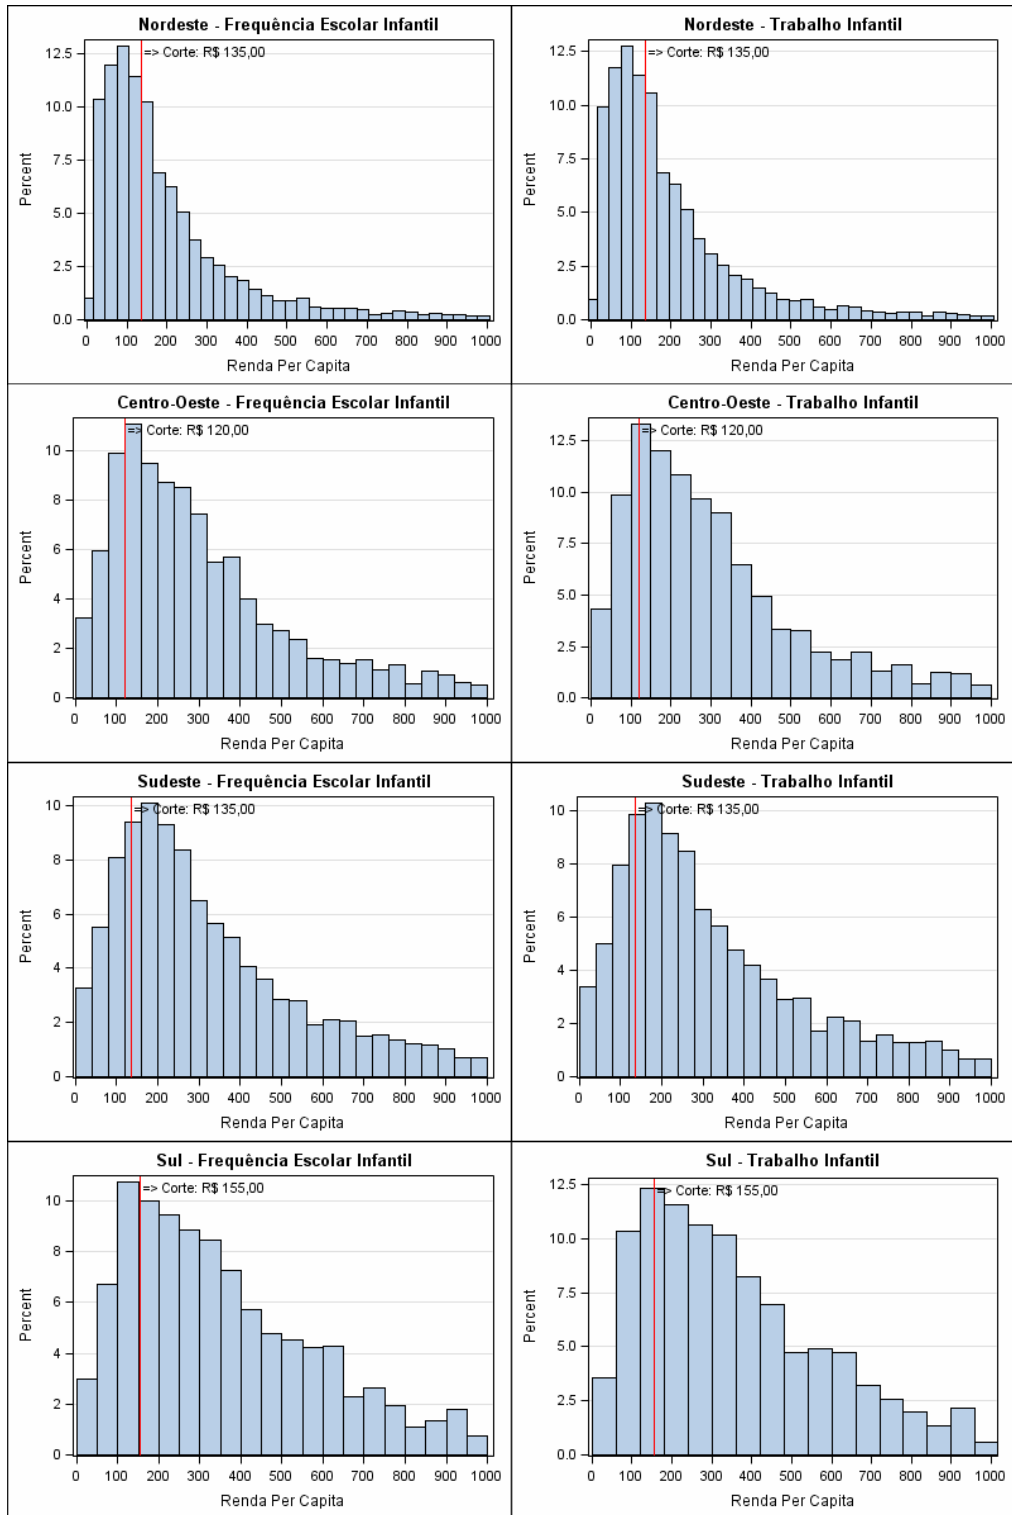 Nordeste - Frequência Escolar Infantil
=> Corte: R$ 135,00
12.5
10.0
7.5
5.0
2.5
0.0
Percent
0 100 200 300 400 500 600 700 800 900 1000
Renda Per Capita
Nordeste - Trabalho Infantil
=> Corte: R$ 135,00
12.5
10.0
7.5
5.0
2.5
0.0
Percent
0 100 200 300 400 500 600 700 800 900 1000
Renda Per Capita
Centro-Oeste - Frequência Escolar Infantil
=> Corte: R$ 120,00
10
8
6
4
2
0
Percent
0 100 200 300 400 500 600 700 800 900 1000
Renda Per Capita
Centro-Oeste - Trabalho Infantil
=> Corte: R$ 120,00
12.5
10.0
7.5
5.0
2.5
0.0
Percent
0 100 200 300 400 500 600 700 800 900 1000
Renda Per Capita
Sudeste - Frequência Escolar Infantil
=> Corte: R$ 135,00
10
8
6
4
2
0
Percent
0 100 200 300 400 500 600 700 800 900 1000
Renda Per Capita
Sudeste - Trabalho Infantil
=> Corte: R$ 135,00
10
8
6
4
2
0
Percent
0 100 200 300 400 500 600 700 800 900 1000
Renda Per Capita
Sul - Frequência Escolar Infantil
=> Corte: R$ 155,00
10
8
6
4
2
0
Percent
0 100 200 300 400 500 600 700 800 900 1000
Renda Per Capita
Sul - Trabalho Infantil
=> Corte: R$ 155,00
12.5
10.0
7.5
5.0
2.5
0.0
Percent
0 100 200 300 400 500 600 700 800 900 1000
Renda Per Capita